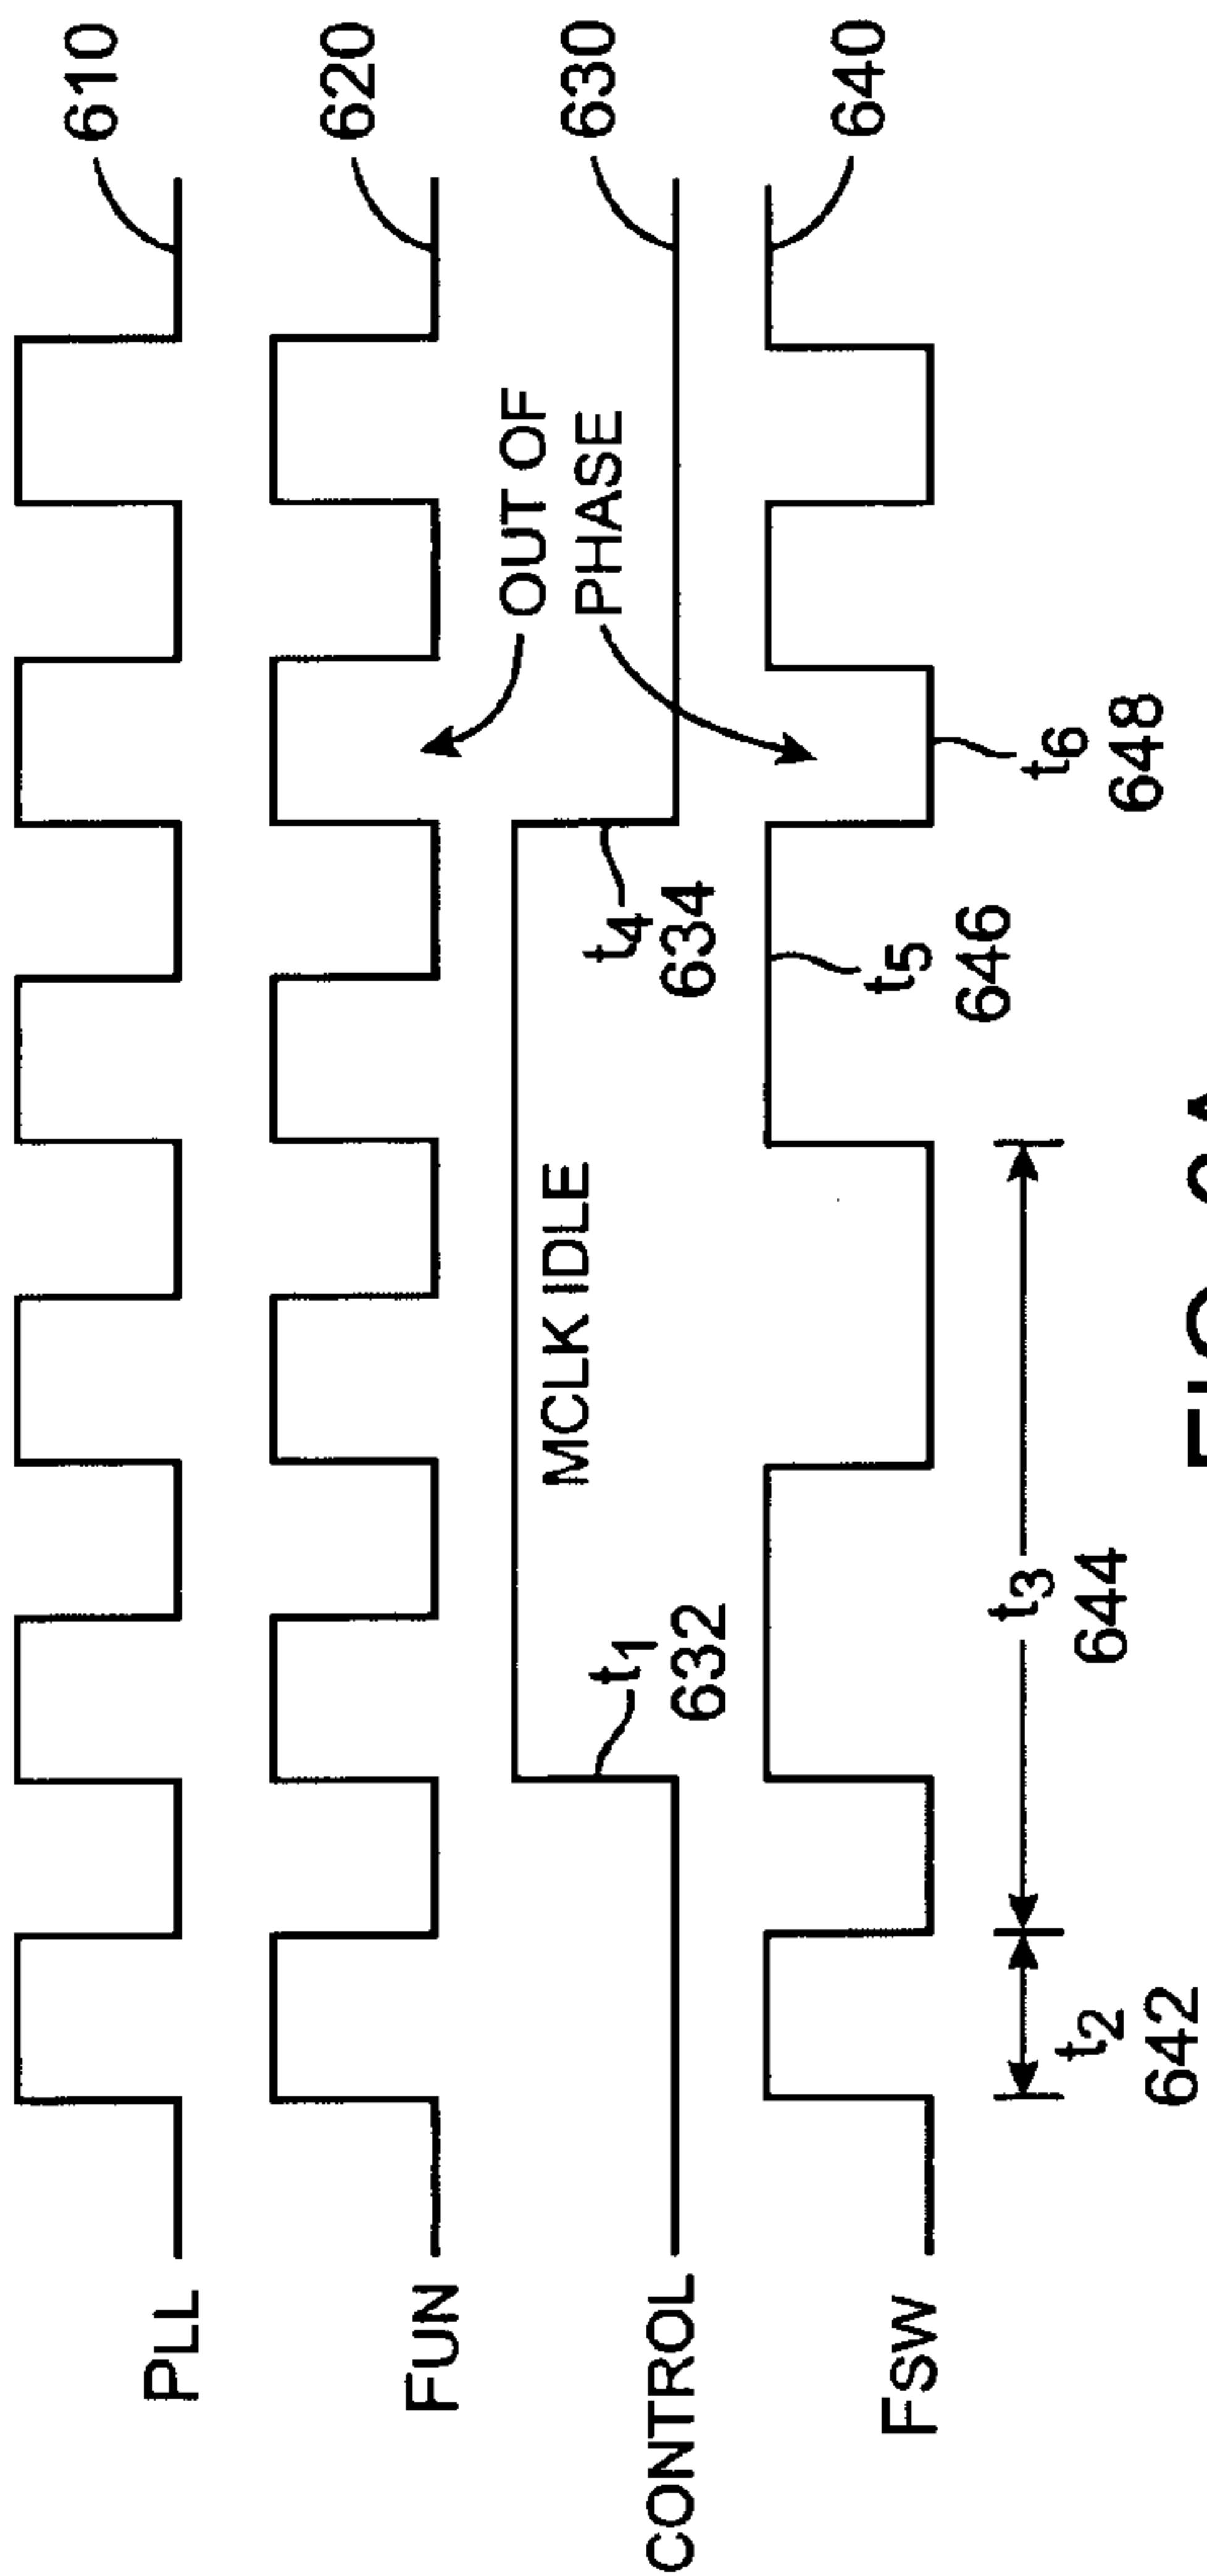 PLL
610
FUN
620
OUT OF
PHASE
CONTROL
MCLK IDLE
630
t1
632
t4
634
FSW
640
t2
642
t3
644
t5
646
t6
648